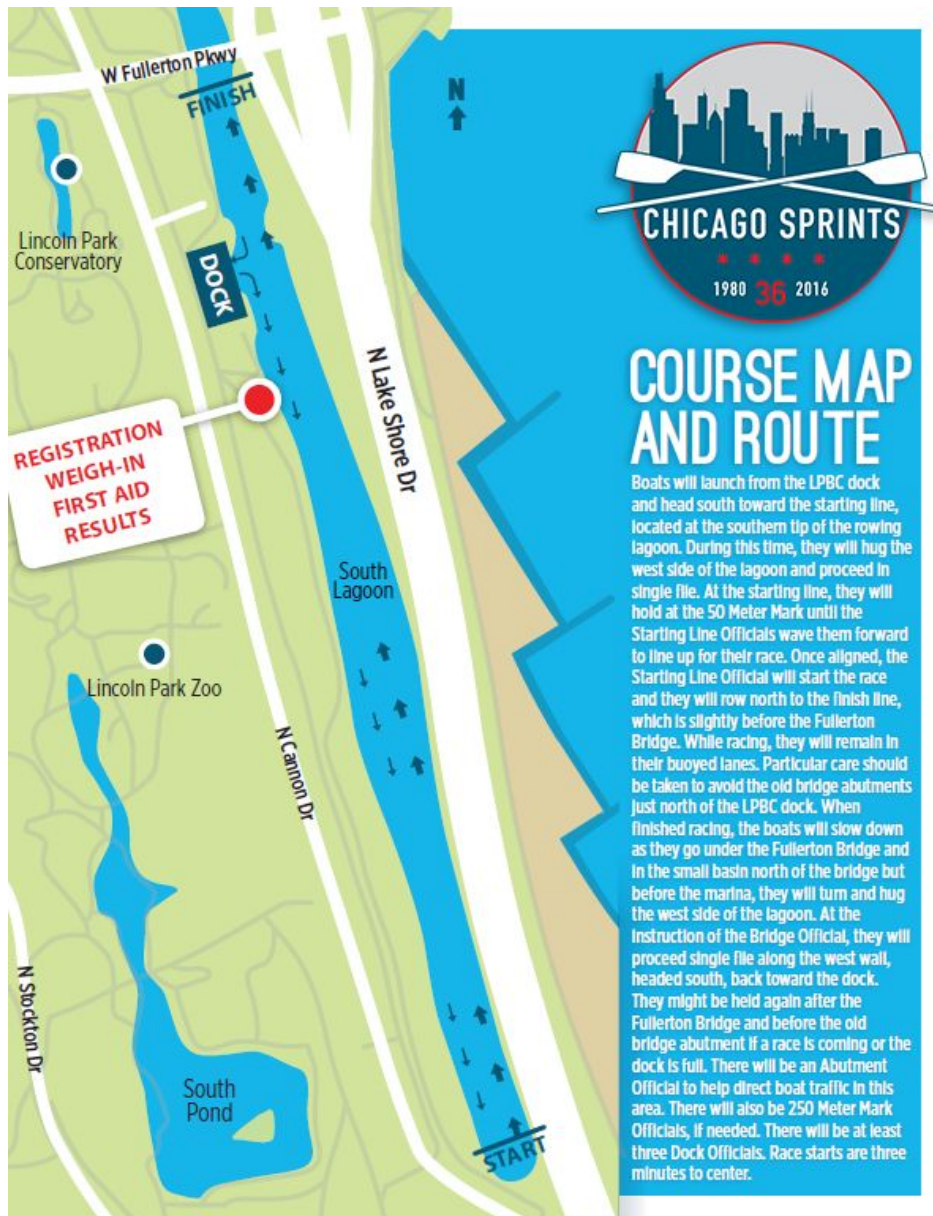 W Fullerton Pkwy
FINISH
N
Lincoln Park
Conservatory
DOCK
N Lake Shore Dr
REGISTRATION
WEIGH-IN
FIRST AID
RESULTS
South
Lagoon
Lincoln Park Zoo
N Cannon Dr
N Stockton Dr
South
Pond
START
CHICAGO SPRINTS
* * * *
1980 36 2016
COURSE MAP
AND ROUTE
Boats will launch from the LPBC dock
and head south toward the starting line,
located at the southern tip of the rowing
lagoon. During this time, they will hug the
west side of the lagoon and proceed in
single file. At the starting line, they will
hold at the 50 Meter Mark until the
Starting Line Officials wave them forward
to line up for their race. Once aligned, the
Starting Line Official will start the race
and they will row north to the finish line,
which is slightly before the Fullerton
Bridge. While racing, they will remain in
their buoyed lanes. Particular care should
be taken to avoid the old bridge abutments
just north of the LPBC dock. When
finished racing, the boats will slow down
as they go under the Fullerton Bridge and
in the small basin north of the bridge but
before the marina, they will turn and hug
the west side of the lagoon. At the
instruction of the Bridge Official, they will
proceed single file along the west wall,
headed south, back toward the dock.
They might be held again after the
Fullerton Bridge and before the old
bridge abutment if a race is coming or the
dock is full. There will be an Abutment
Official to help direct boat traffic in this
area. There will also be 250 Meter Mark
Officials, if needed. There will be at least
three Dock Officials. Race starts are three
minutes to center.